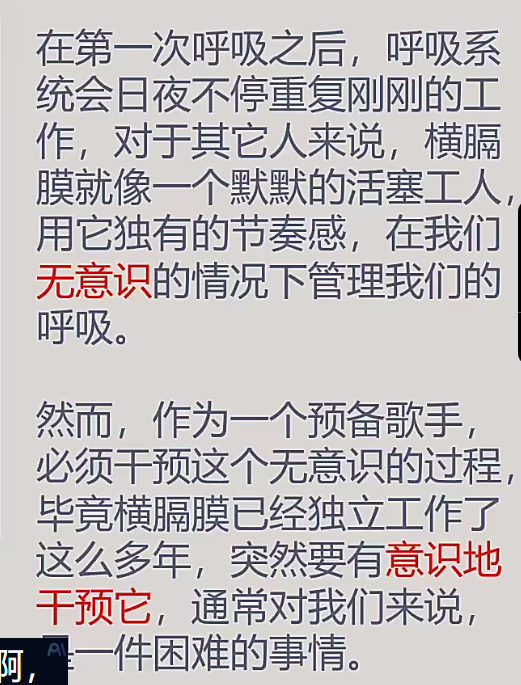 在第一次呼吸之后，呼吸系
统会日夜不停重复刚刚的工
作，对于其它人来说，横膈
膜就像一个默默的活塞工人，
用它独有的节奏感，在我们
无意识的情况下管理我们的
呼吸。
然而，作为一个预备歌手，
必须干预这个无意识的过程，
毕竟横膈膜已经独立工作了
这么多年，突然要有意识地
干预它，通常对我们来说，
是一件困难的事情。
啊，